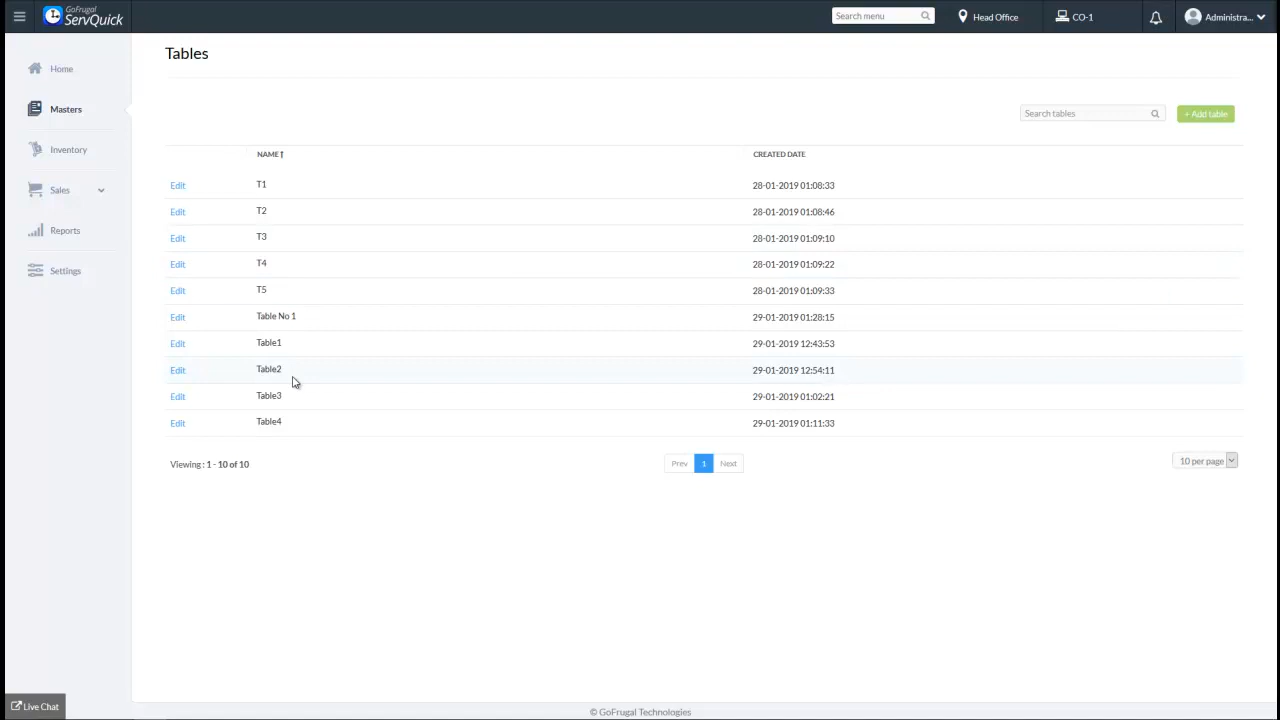 GoFrugal
ServQuick
Search menu
Head Office
CO-1
Administra...
Home
Masters
Inventory
Sales
Reports
Settings
Tables
Search tables
+ Add table
NAME CREATED DATE
Edit T1 28-01-2019 01:08:33
Edit T2 28-01-2019 01:08:46
Edit T3 28-01-2019 01:09:10
Edit T4 28-01-2019 01:09:22
Edit T5 28-01-2019 01:09:33
Edit Table No 1 29-01-2019 01:28:15
Edit Table1 29-01-2019 12:43:53
Edit Table2 29-01-2019 12:54:11
Edit Table3 29-01-2019 01:02:21
Edit Table4 29-01-2019 01:11:33
Viewing : 1 - 10 of 10
Prev 1 Next
10 per page
Live Chat
© GoFrugal Technologies